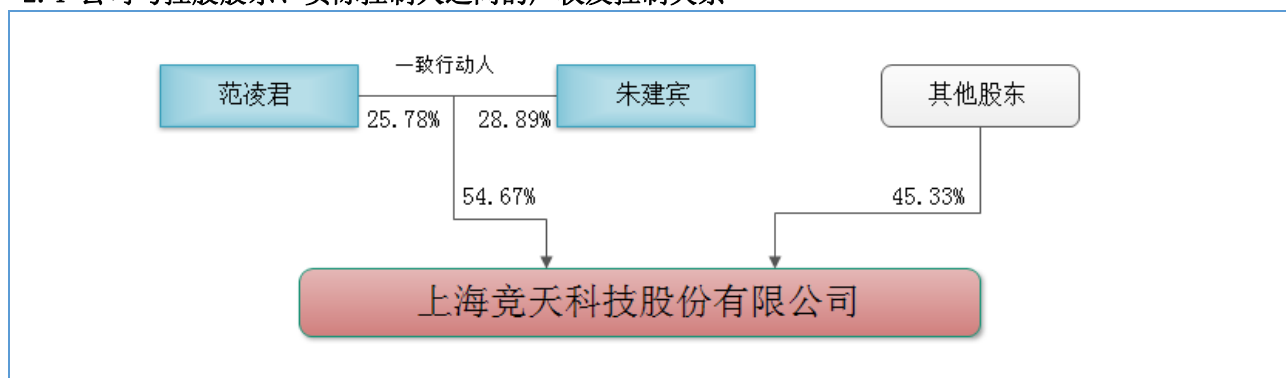 一致行动人
范凌君
朱建宾
其他股东
25.78%
28.89%
54.67%
45.33%
上海竞天科技股份有限公司